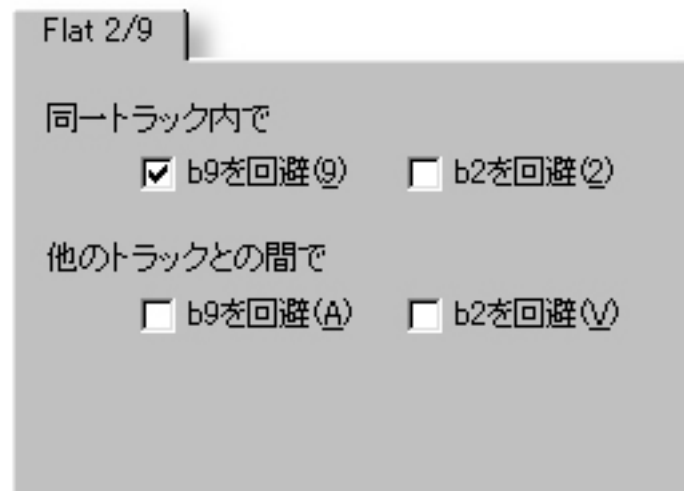 Flat 2/9
同一トラック内で
b9を回避(9) b2を回避(2)
他のトラックとの間で
b9を回避(A) b2を回避(V)